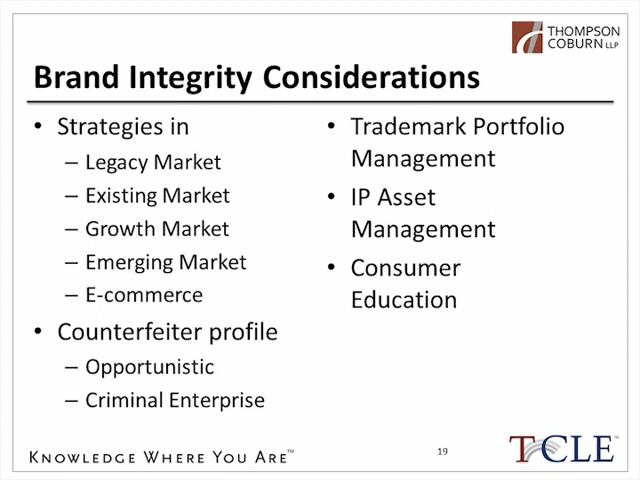 THOMPSON
COBURN LLP
Brand Integrity Considerations
• Strategies in
– Legacy Market
– Existing Market
– Growth Market
– Emerging Market
– E-commerce
• Counterfeiter profile
– Opportunistic
– Criminal Enterprise
• Trademark Portfolio
Management
• IP Asset
Management
• Consumer
Education
KNOWLEDGE WHERE YOU ARE™
19
TCCLE™